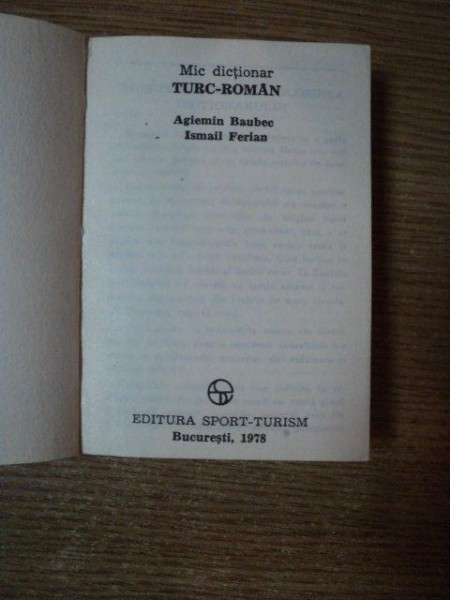 Mic dicționar
TURC-ROMÂN
Agiemin Baubec
Ismail Ferian
EDITURA SPORT-TURISM
București, 1978